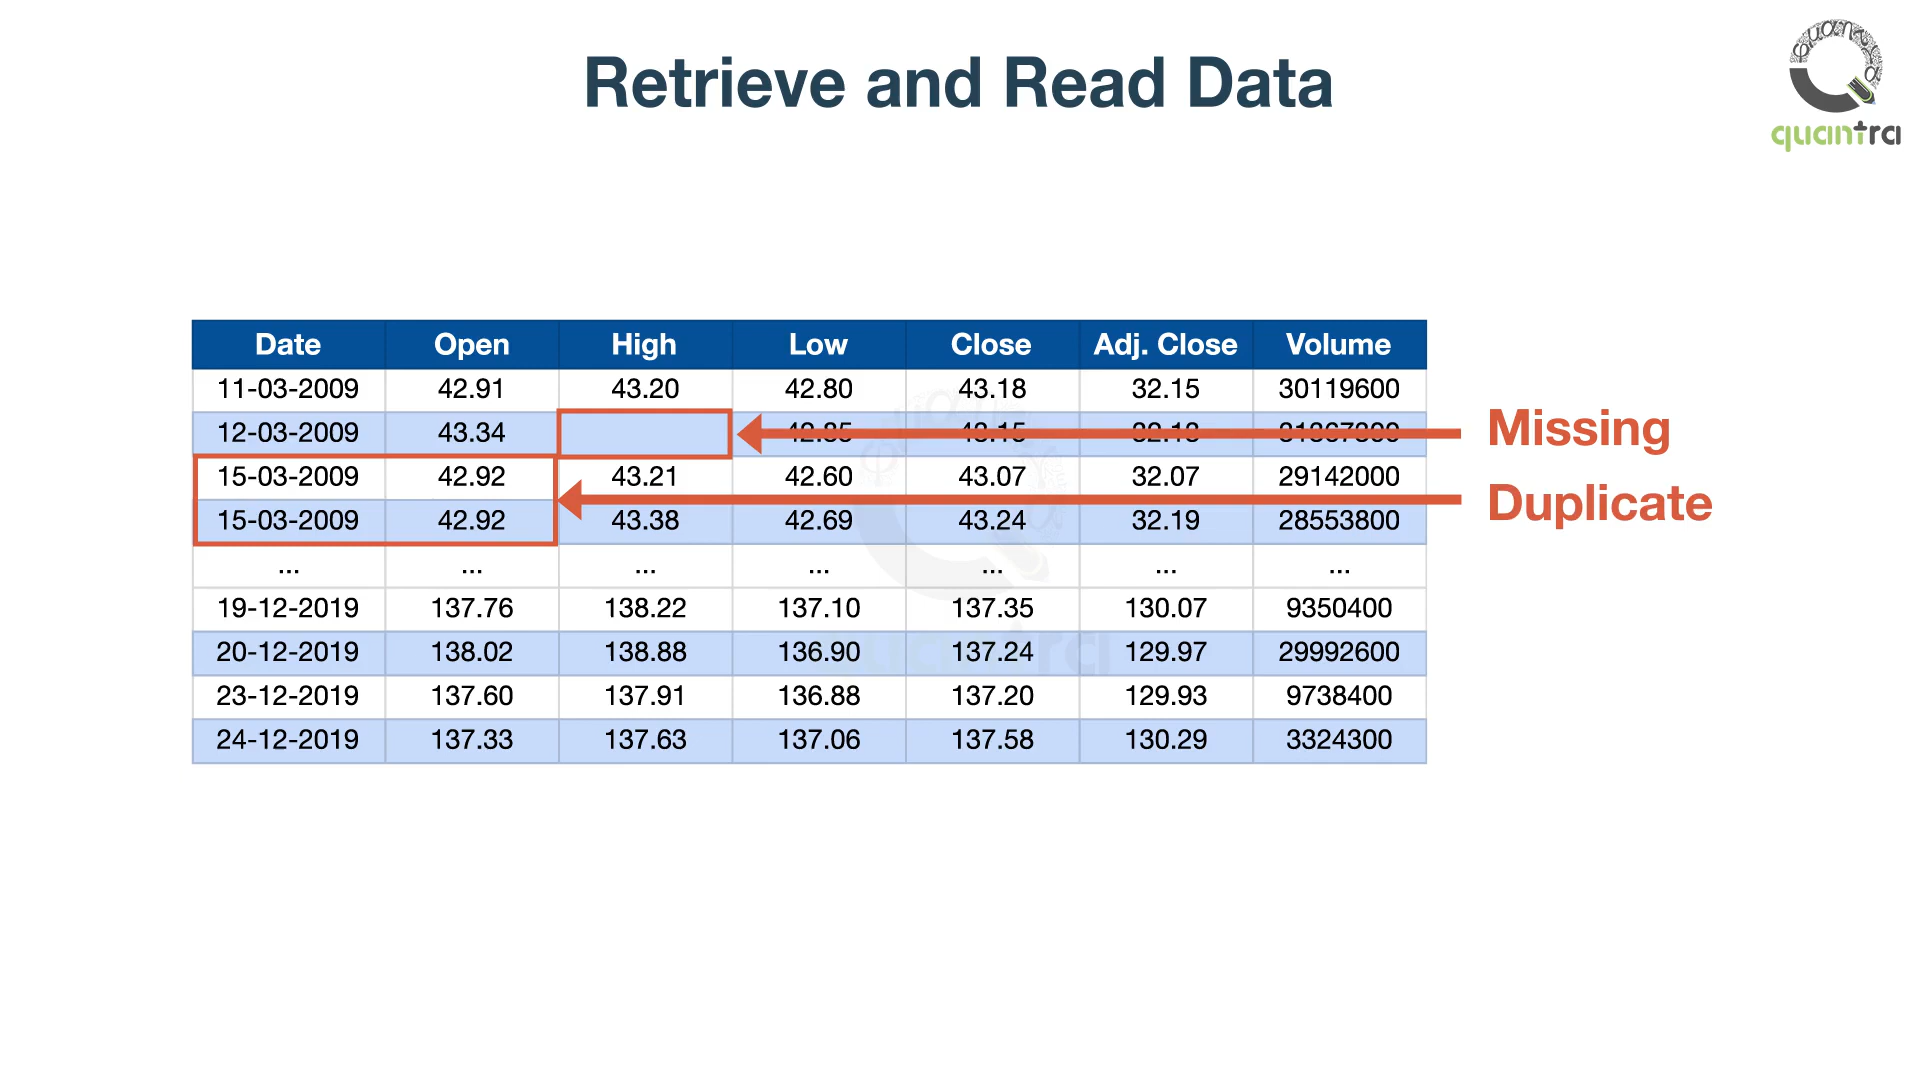 Retrieve and Read Data
quantra
Date Open High Low Close Adj. Close Volume
11-03-2009 42.91 43.20 42.80 43.18 32.15 30119600
12-03-2009 43.34
Missing
15-03-2009 42.92 43.21 42.60 43.07 32.07 29142000
Duplicate
15-03-2009 42.92 43.38 42.69 43.24 32.19 28553800
... ... ... ... ... ... ...
19-12-2019 137.76 138.22 137.10 137.35 130.07 9350400
20-12-2019 138.02 138.88 136.90 137.24 129.97 29992600
23-12-2019 137.60 137.91 136.88 137.20 129.93 9738400
24-12-2019 137.33 137.63 137.06 137.58 130.29 3324300